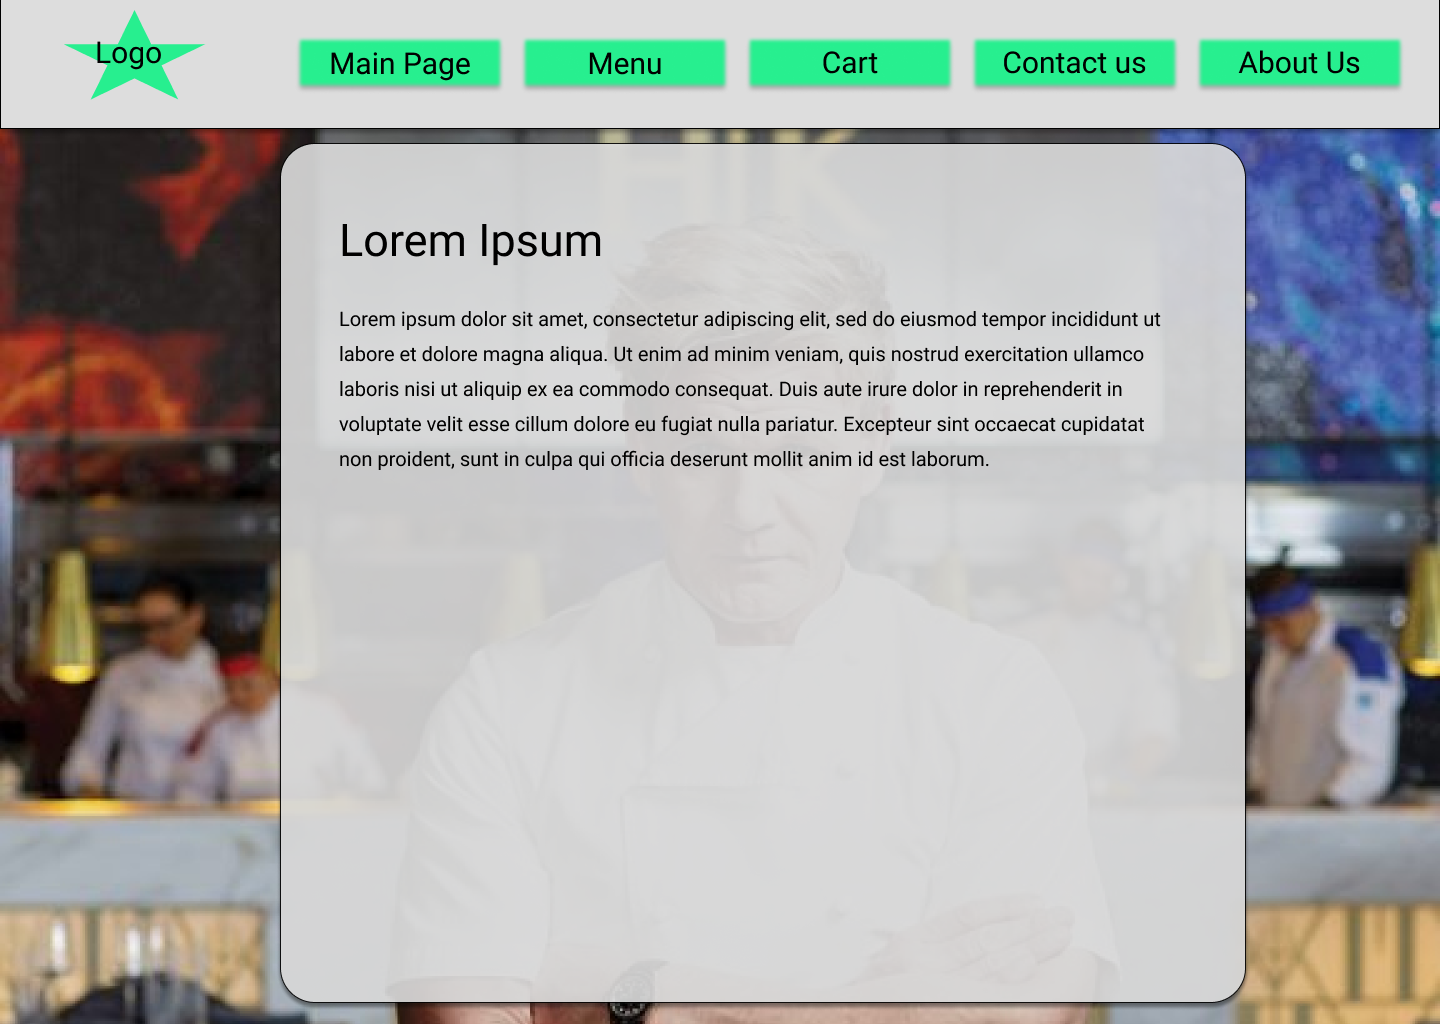 Logo
Main Page
Menu
Cart
Contact us
About Us
HK
Lorem Ipsum
Lorem ipsum dolor sit amet, consectetur adipiscing elit, sed do eiusmod tempor incididunt ut
labore et dolore magna aliqua. Ut enim ad minim veniam, quis nostrud exercitation ullamco
laboris nisi ut aliquip ex ea commodo consequat. Duis aute irure dolor in reprehenderit in
voluptate velit esse cillum dolore eu fugiat nulla pariatur. Excepteur sint occaecat cupidatat
non proident, sunt in culpa qui officia deserunt mollit anim id est laborum.